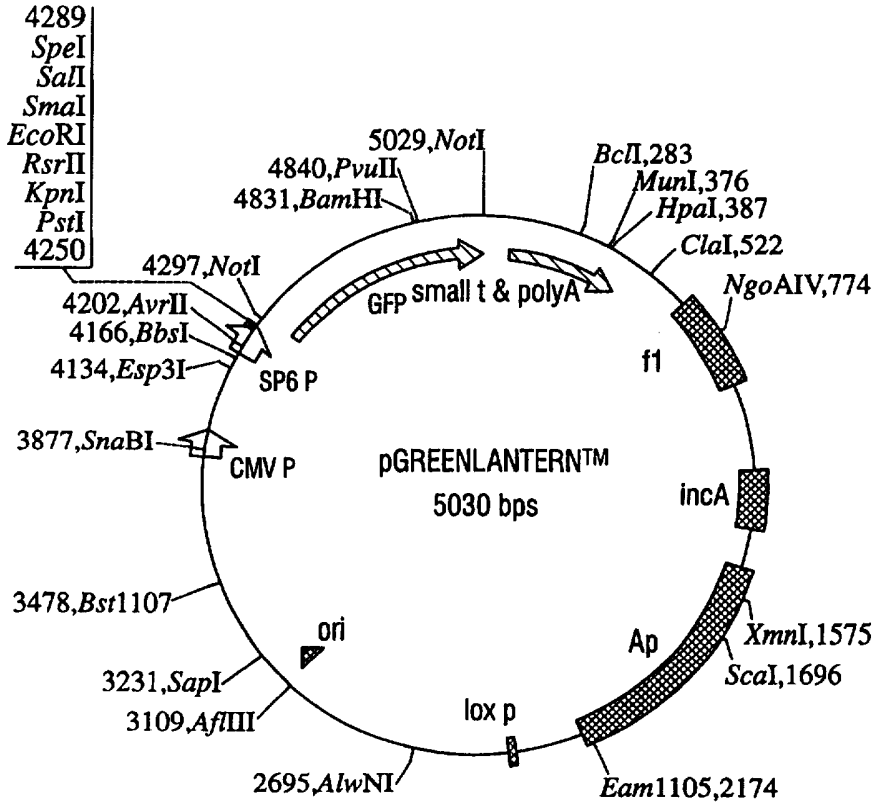 4289
SpeI
SalI
SmaI
EcoRI
RsrII
KpnI
PstI
4250
5029,NotI
4840,PvuII
4831,BamHI
BclI,283
MunI,376
HpaI,387
ClaI,522
NgoAIV,774
4297,NotI
4202,AvrII
4166,BbsI
4134,Esp3I
GFP
small t & polyA
SP6 P
f1
3877,SnaBI
CMV P
pGREENLANTERN™
5030 bps
incA
3478,Bst1107
ori
Ap
XmnI,1575
ScaI,1696
3231,SapI
3109,AflIII
lox p
2695,AlwNI
Eam1105,2174